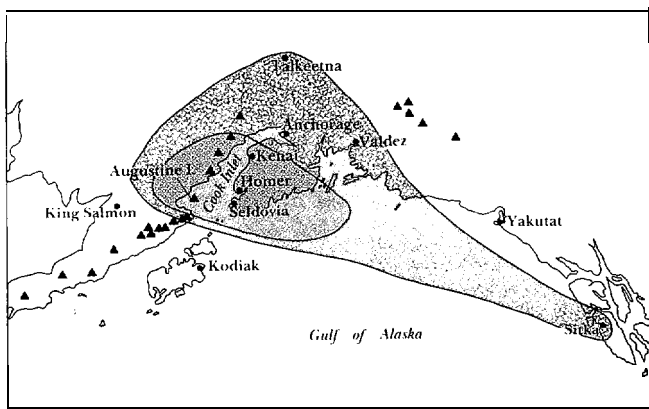 Talkeetna
Anchorage
Valdez
Kenai
Augustine I.
Cook Inlet
Homer
King Salmon
Seldovia
Yakutat
Kodiak
Gulf of Alaska
Sitka